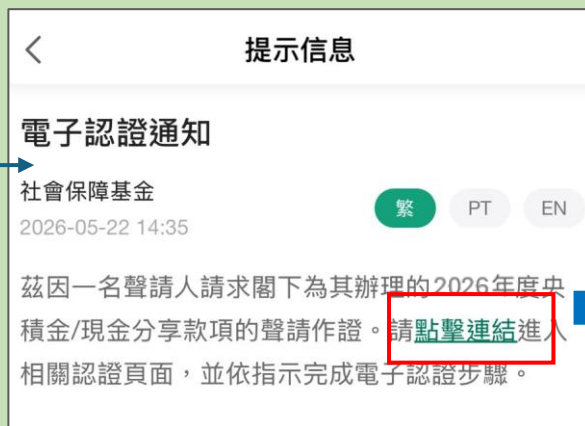 提示信息
電子認證通知
社會保障基金
繁 PT EN
2026-05-22 14:35
茲因一名聲請人請求閣下為其辦理的2026年度央
積金/現金分享款項的聲請作證。請點擊連結進入
相關認證頁面，並依指示完成電子認證步驟。